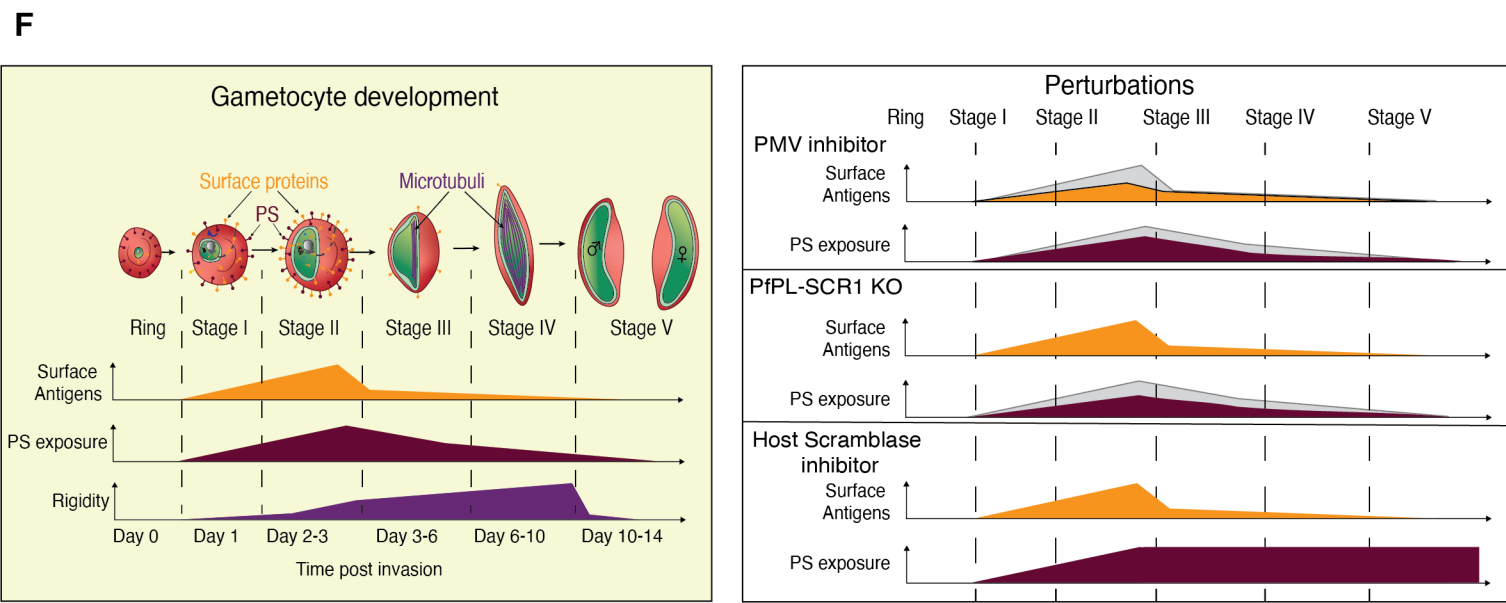 F
Gametocyte development
Surface proteins
Microtubuli
PS
♂
♀
Ring Stage I Stage II Stage III Stage IV Stage V
Surface
Antigens
PS exposure
Rigidity
Day 0 Day 1 Day 2-3 Day 3-6 Day 6-10 Day 10-14
Time post invasion
Perturbations
Ring Stage I Stage II Stage III Stage IV Stage V
PMV inhibitor
Surface
Antigens
PS exposure
PfPL-SCR1 KO
Surface
Antigens
PS exposure
Host Scramblase
inhibitor
Surface
Antigens
PS exposure